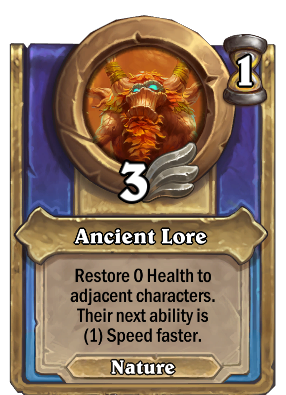 1
3
Ancient Lore
Restore 0 Health to
adjacent characters.
Their next ability is
(1) Speed faster.
Nature